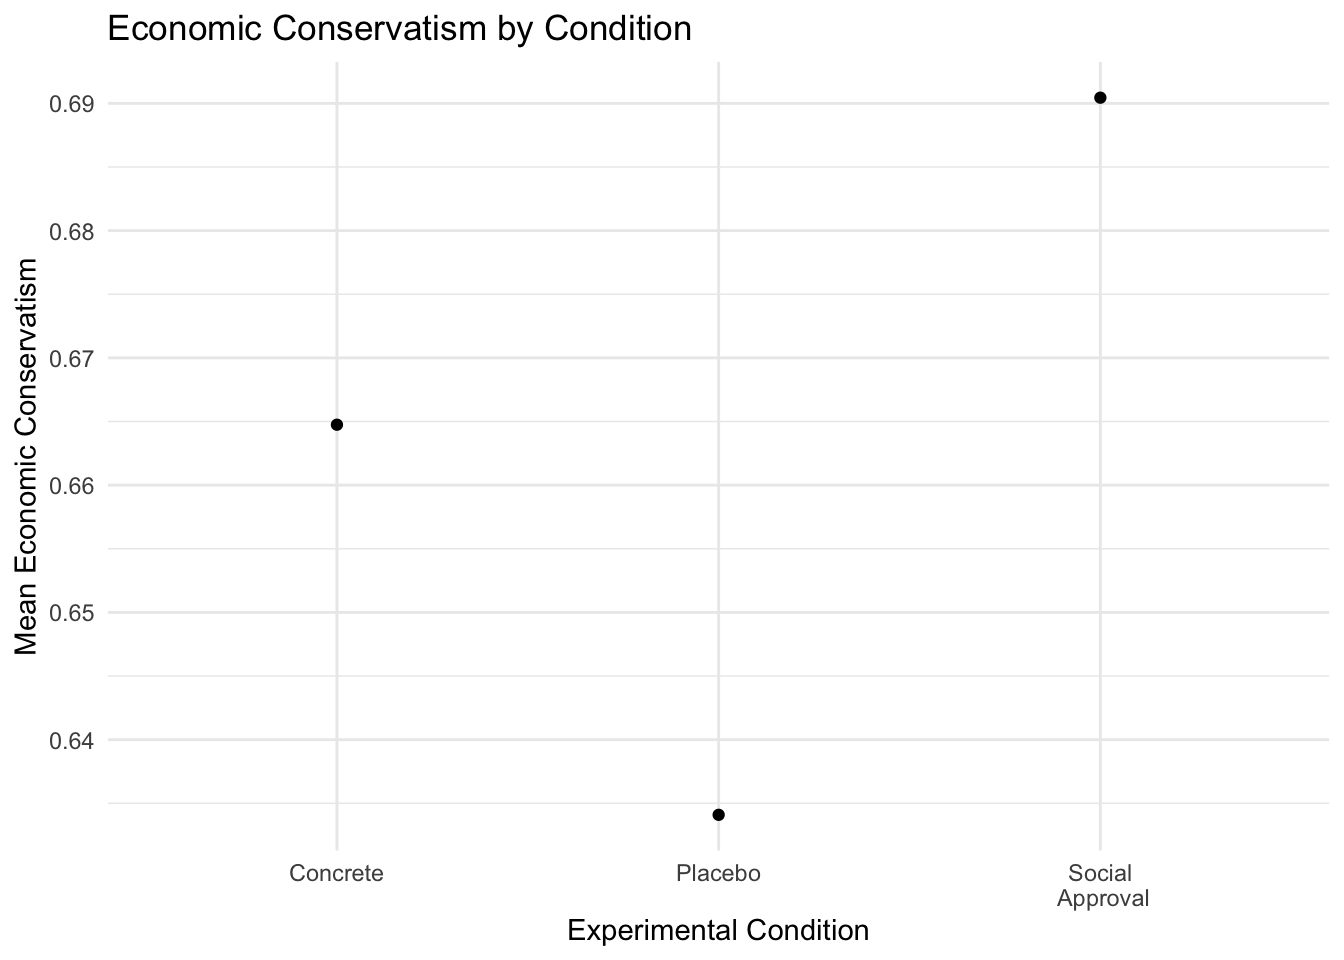 Economic Conservatism by Condition
Mean Economic Conservatism
0.69
0.68
0.67
0.66
0.65
0.64
Concrete
Placebo
Social
Approval
Experimental Condition